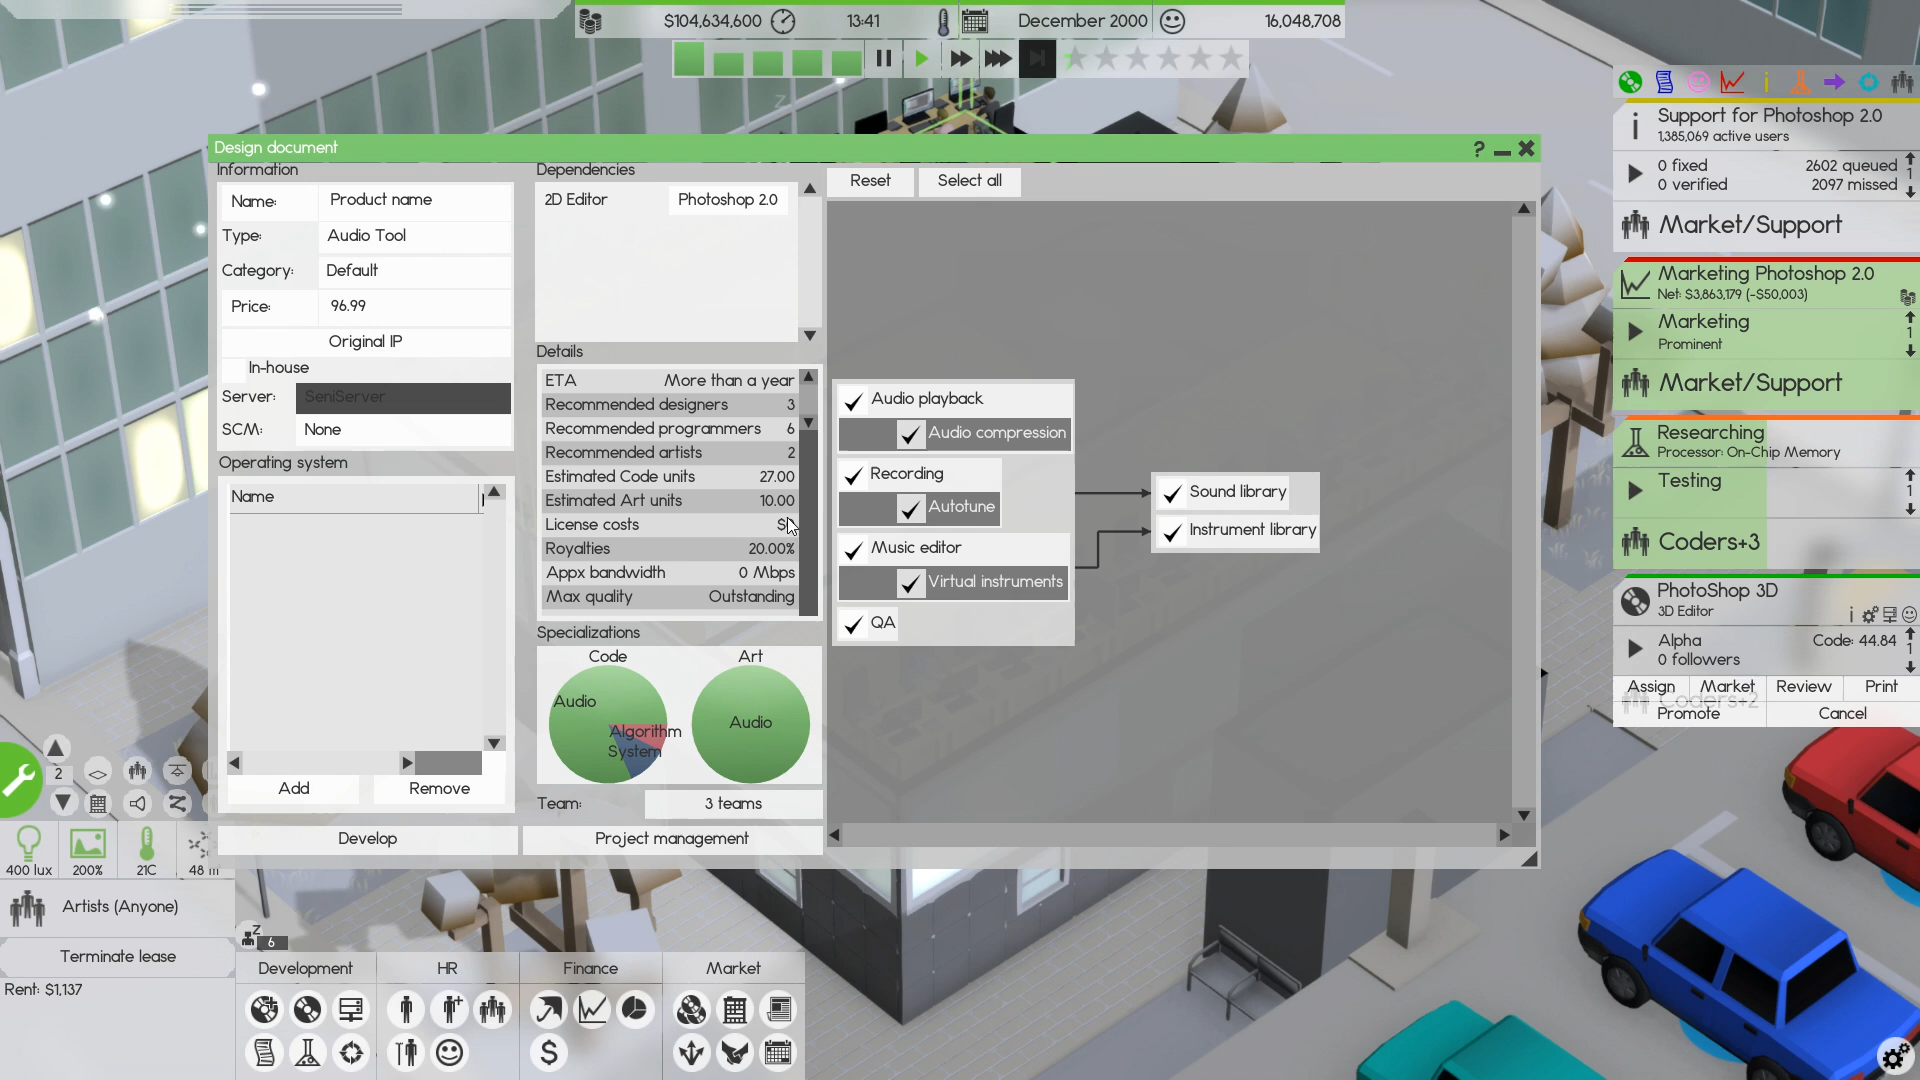 $104,634,600
13:41
December 2000
16,048,708
Design document
?
Information
Name:
Product name
Type:
Audio Tool
Category:
Default
Price:
96.99
Original IP
In-house
Server:
SeniServer
SCM:
None
Operating system
Name
Add
Remove
Develop
Dependencies
2D Editor
Photoshop 2.0
Details
ETA
More than a year
Recommended designers
3
Recommended programmers
6
Recommended artists
2
Estimated Code units
27.00
Estimated Art units
10.00
License costs
Royalties
20.00%
Appx bandwidth
0 Mbps
Max quality
Outstanding
Specializations
Code
Art
Audio
Algorithm
System
Audio
Team:
3 teams
Project management
Reset
Select all
Audio playback
Audio compression
Recording
Autotune
Music editor
Virtual instruments
QA
Sound library
Instrument library
Support for Photoshop 2.0
1,385,069 active users
0 fixed
2602 queued
0 verified
2097 missed
1
Market/Support
Marketing Photoshop 2.0
Net: $3,863,179 (-$50,003)
Marketing
Prominent
1
Market/Support
Researching
Processor: On-Chip Memory
Testing
1
Coders+3
PhotoShop 3D
3D Editor
Alpha
Code: 44.84
0 followers
1
Assign
Market
Review
Print
Coders+2
Promote
Cancel
2
400 lux
200%
21C
48 m
Artists (Anyone)
Terminate lease
Rent: $1,137
Z
6
Development
HR
Finance
Market